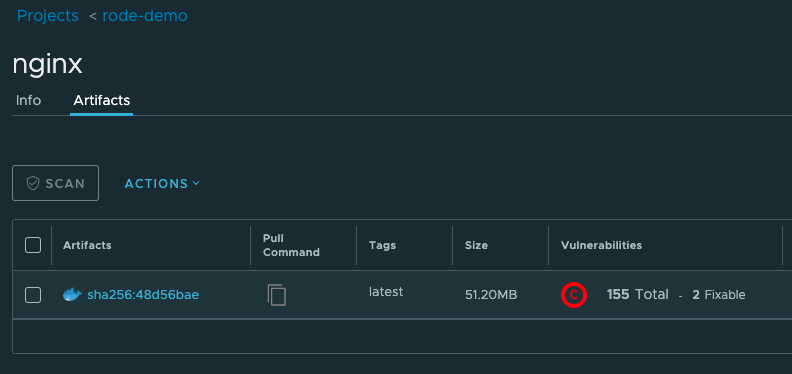 Projects < rode-demo
nginx
Info Artifacts
SCAN ACTIONS
Artifacts Pull Command Tags Size Vulnerabilities
sha256:48d56bae latest 51.20MB C 155 Total - 2 Fixable